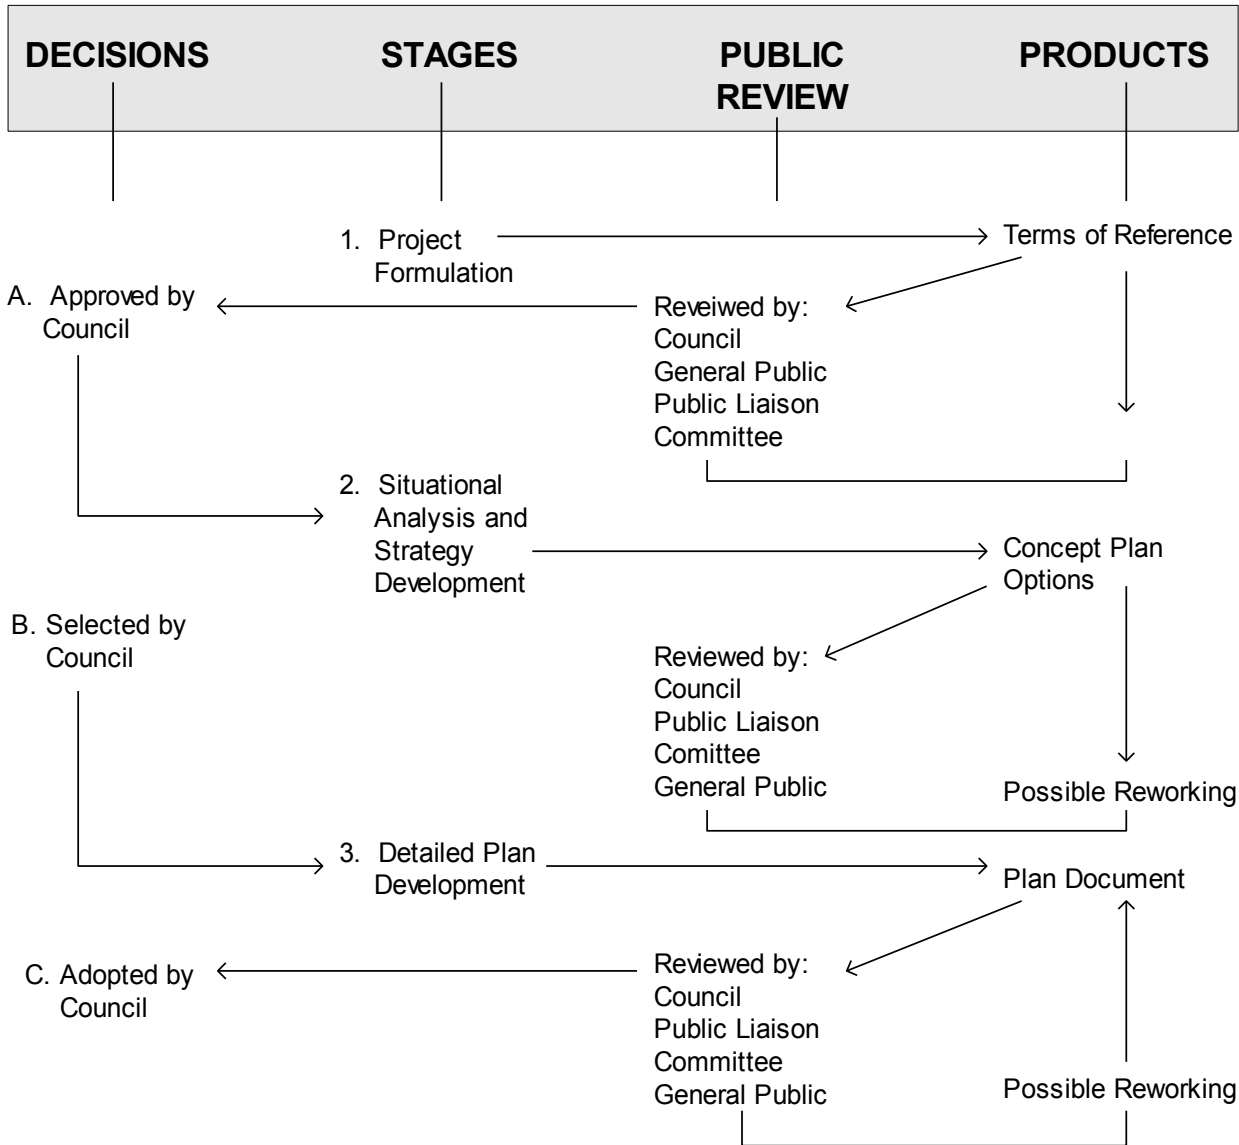 DECISIONS
STAGES
PUBLIC
REVIEW
PRODUCTS
1. Project
Formulation
Terms of Reference
A. Approved by
Council
Reveiwed by:
Council
General Public
Public Liaison
Committee
2. Situational
Analysis and
Strategy
Development
Concept Plan
Options
B. Selected by
Council
Reviewed by:
Council
Public Liaison
Comittee
General Public
Possible Reworking
3. Detailed Plan
Development
Plan Document
C. Adopted by
Council
Reviewed by:
Council
Public Liaison
Committee
General Public
Possible Reworking